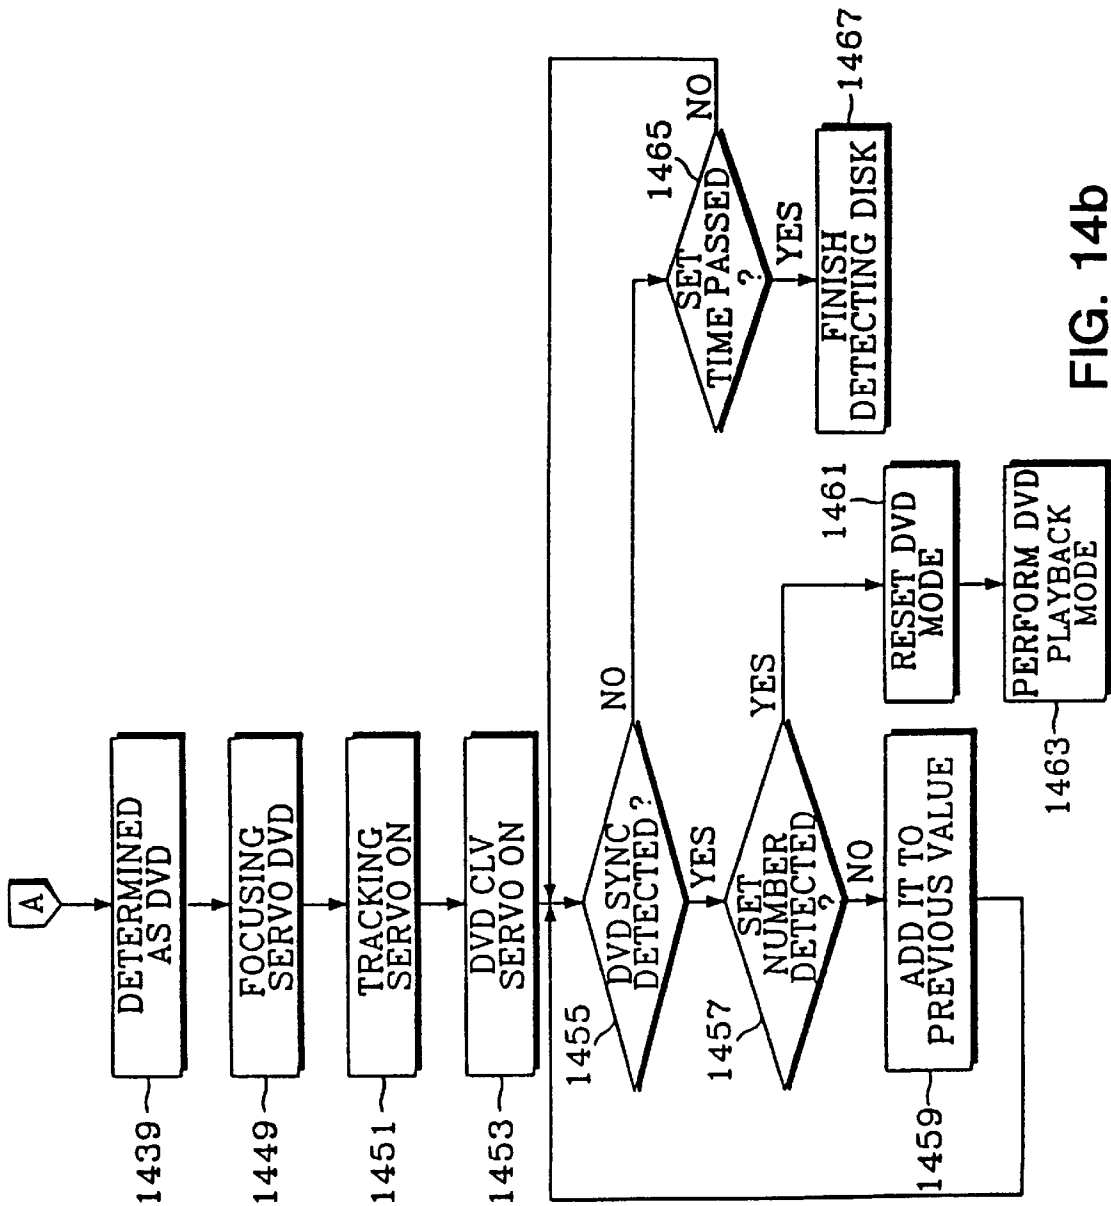 A
DETERMINED
AS DVD
1439
FOCUSING
SERVO DVD
1449
TRACKING
SERVO ON
1451
DVD CLV
SERVO ON
1453
DVD SYNC
DETECTED ?
1455
NO
YES
SET
NUMBER
DETECTED
?
1457
YES
NO
ADD IT TO
PREVIOUS VALUE
1459
RESET DVD
MODE
1461
PERFORM DVD
PLAYBACK
MODE
1463
SET
TIME PASSED
?
1465
NO
YES
FINISH
DETECTING DISK
1467
FIG. 14b